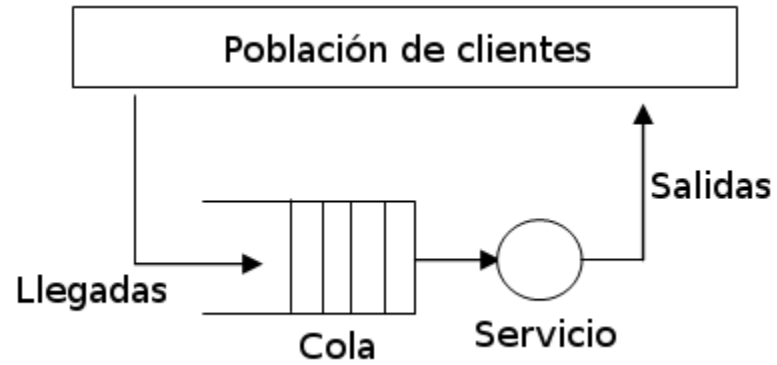 Población de clientes
Salidas
Llegadas
Servicio
Cola